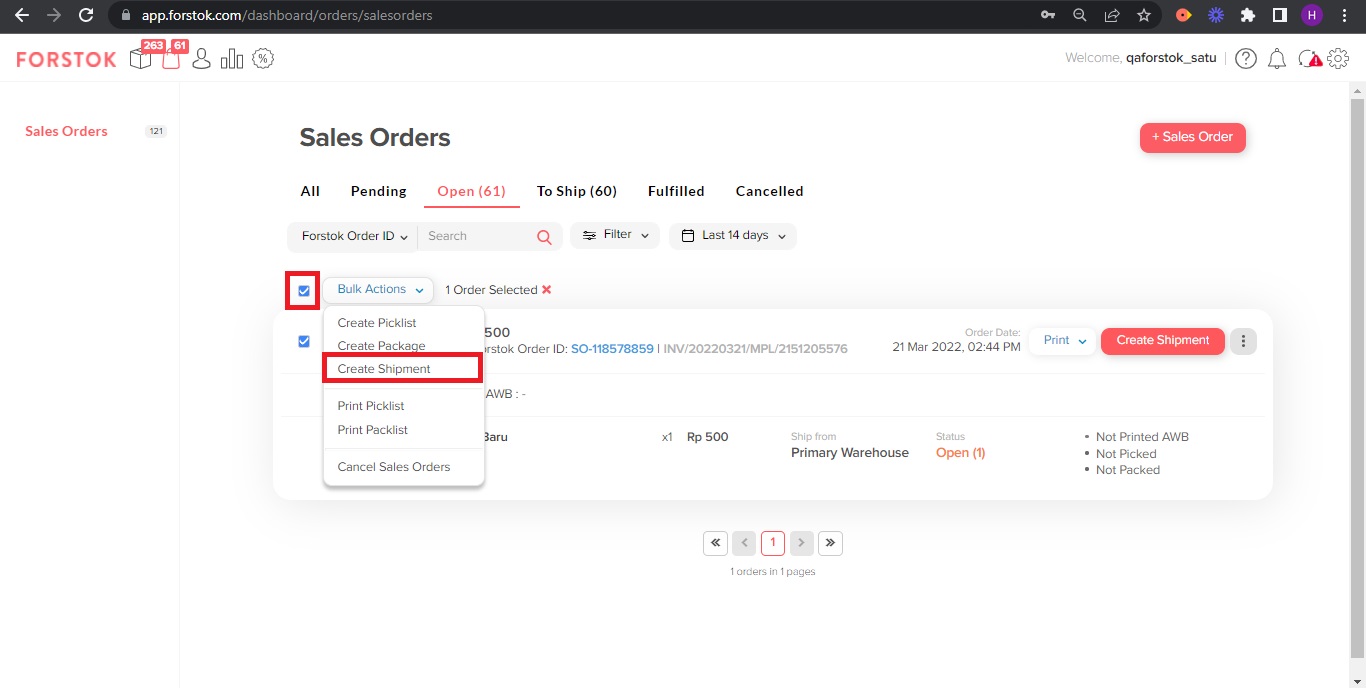 app.forstok.com/dashboard/orders/salesorders
H
FORSTOK
263
61
Welcome, qaforstok_satu
Sales Orders 121
Sales Orders
+ Sales Order
All Pending Open (61) To Ship (60) Fulfilled Cancelled
Forstok Order ID Search Filter Last 14 days
Bulk Actions 1 Order Selected
Create Picklist
Create Package
Create Shipment
Print Picklist
Print Packlist
Cancel Sales Orders
500
rstok Order ID: SO-118578859 | INV/20220321/MPL/2151205576
Order Date:
21 Mar 2022, 02:44 PM
Print
Create Shipment
AWB : -
Baru x1 Rp 500
Ship from
Primary Warehouse
Status
Open (1)
• Not Printed AWB
• Not Picked
• Not Packed
« < 1 > »
1 orders in 1 pages